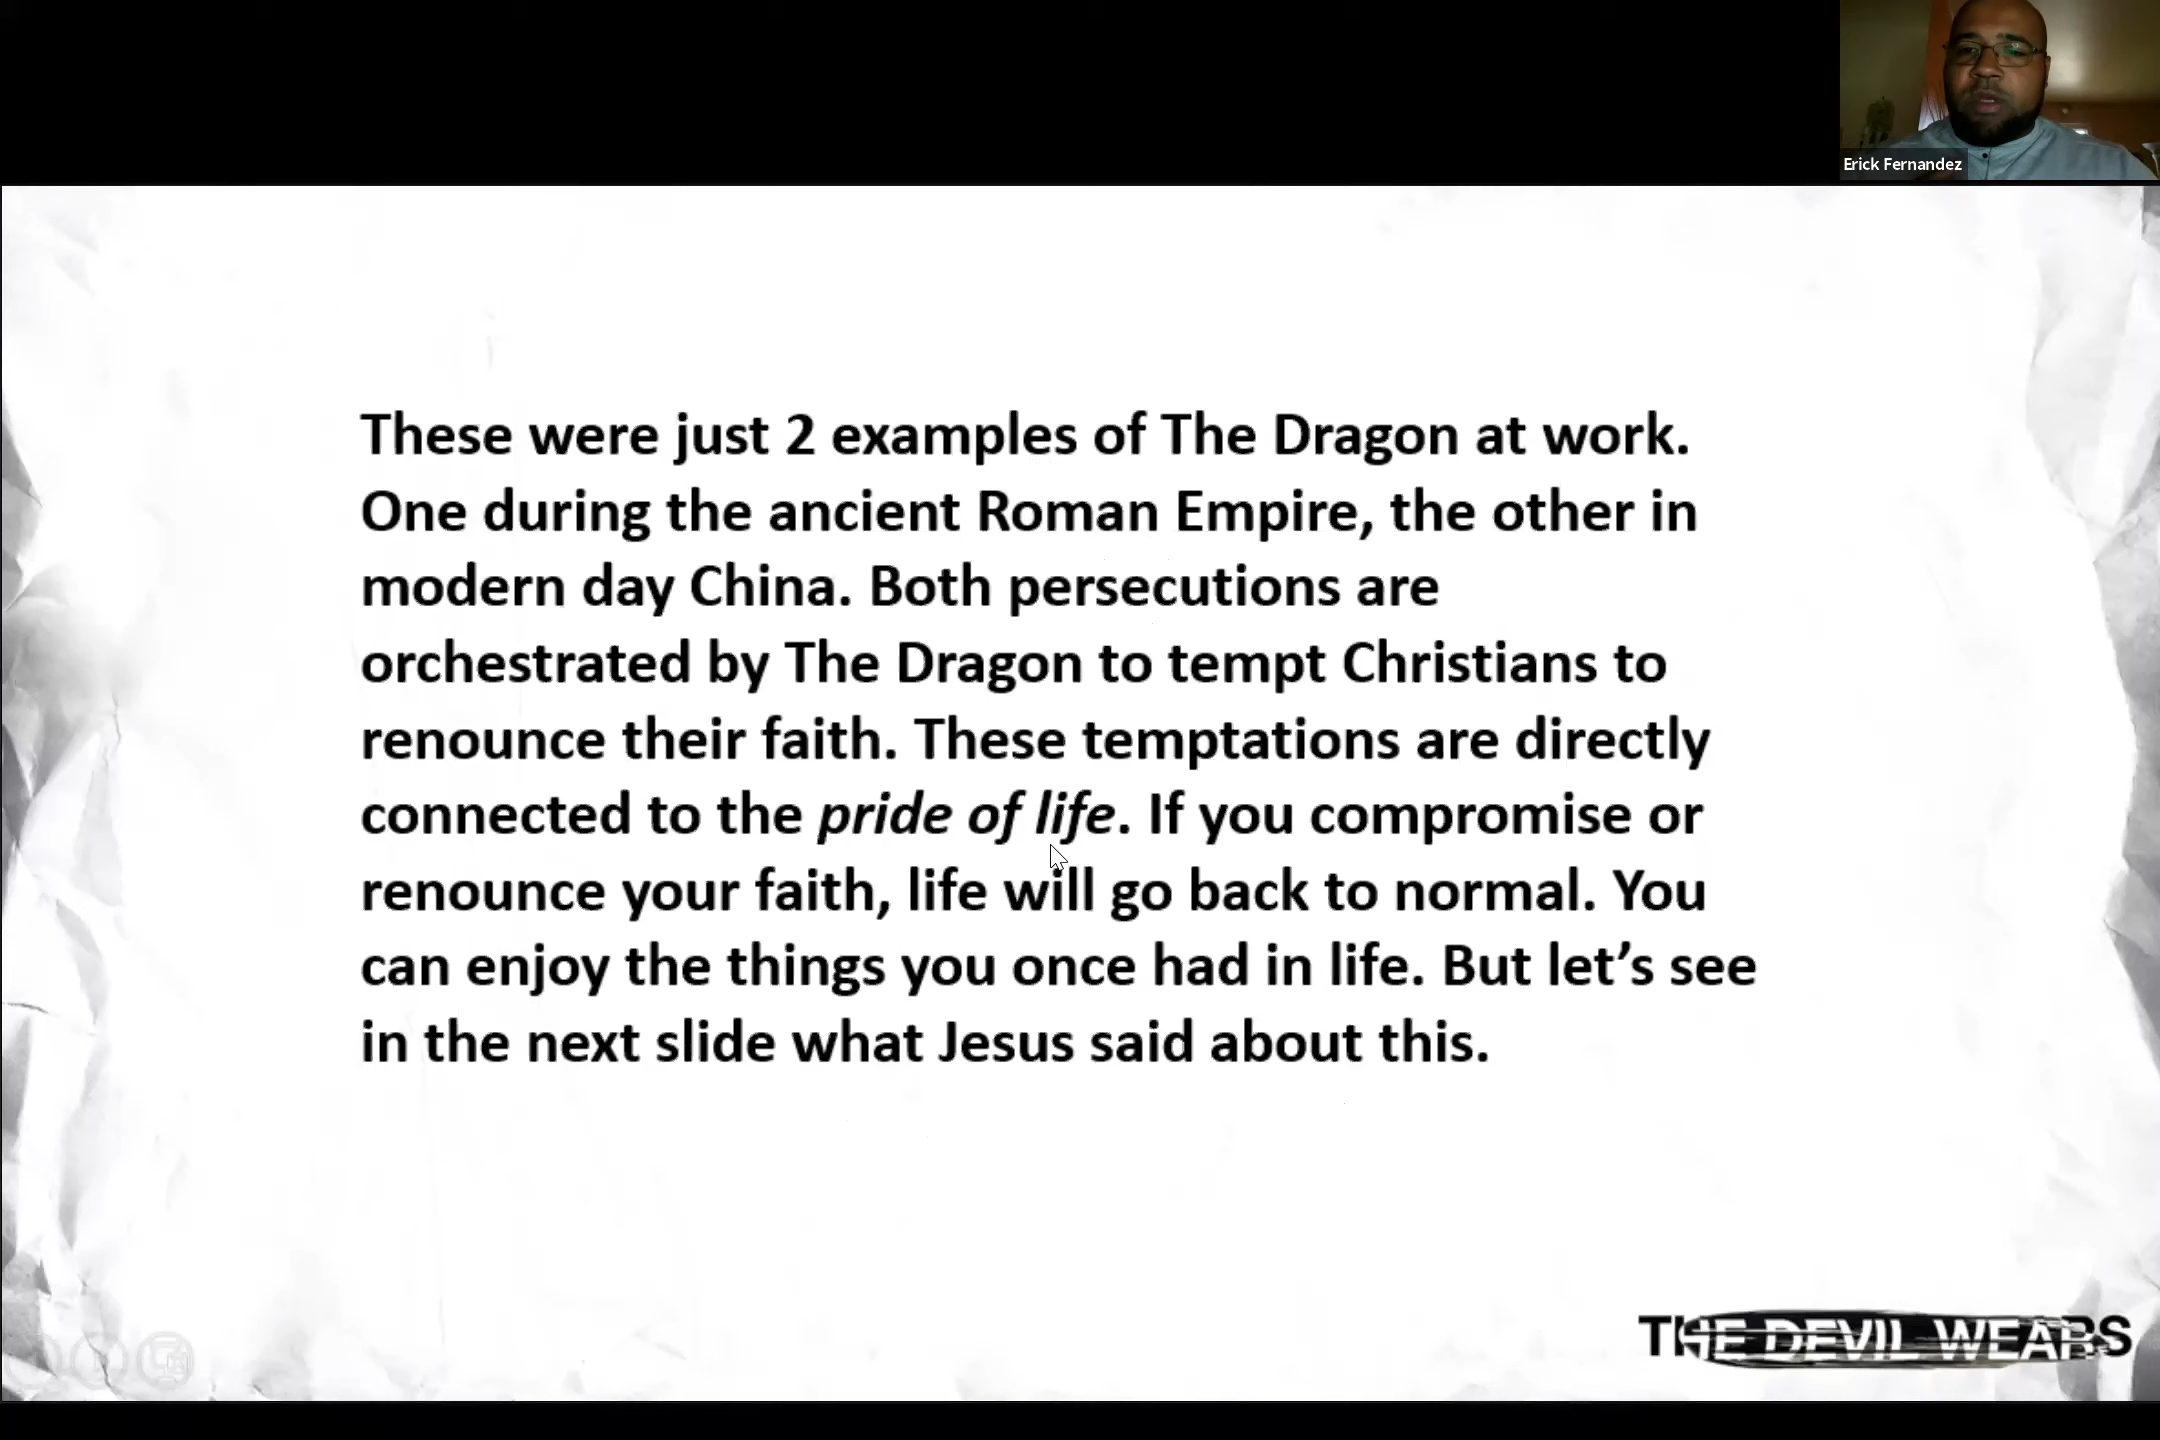 Erick Fernandez
These were just 2 examples of The Dragon at work.
One during the ancient Roman Empire, the other in
modern day China. Both persecutions are
orchestrated by The Dragon to tempt Christians to
renounce their faith. These temptations are directly
connected to the pride of life. If you compromise or
renounce your faith, life will go back to normal. You
can enjoy the things you once had in life. But let’s see
in the next slide what Jesus said about this.
THE DEVIL WEARS